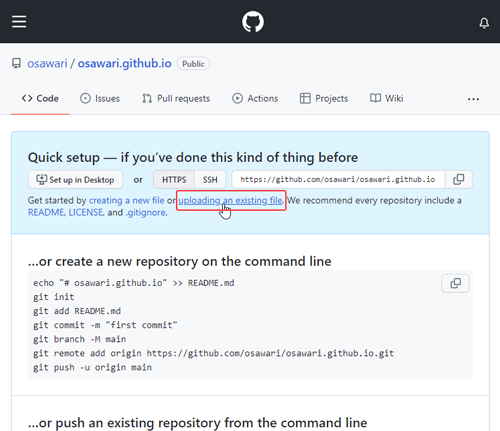 osawari / osawari.github.io Public
Code Issues Pull requests Actions Projects Wiki ...
Quick setup — if you've done this kind of thing before
Set up in Desktop or HTTPS SSH https://github.com/osawari/osawari.github.io
Get started by creating a new file or uploading an existing file. We recommend every repository include a
README, LICENSE, and .gitignore.
...or create a new repository on the command line
echo "# osawari.github.io" >> README.md
git init
git add README.md
git commit -m "first commit"
git branch -M main
git remote add origin https://github.com/osawari/osawari.github.io.git
git push -u origin main
...or push an existing repository from the command line